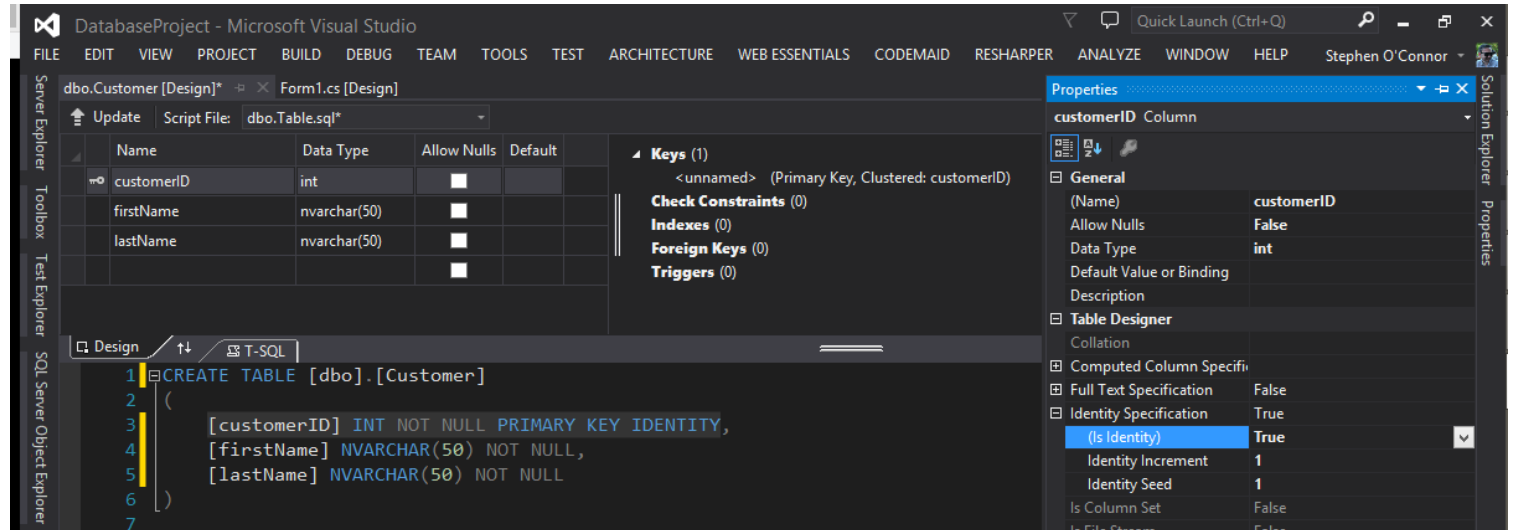 DatabaseProject - Microsoft Visual Studio
Quick Launch (Ctrl+Q)
FILE EDIT VIEW PROJECT BUILD DEBUG TEAM TOOLS TEST ARCHITECTURE WEB ESSENTIALS CODEMAID RESHARPER ANALYZE WINDOW HELP Stephen O'Connor
Server Explorer
Toolbox
Test Explorer
SQL Server Object Explorer
dbo.Customer [Design]* Form1.cs [Design]
Update Script File: dbo.Table.sql*
Name Data Type Allow Nulls Default
customerID int
firstName nvarchar(50)
lastName nvarchar(50)
Keys (1)
<unnamed> (Primary Key, Clustered: customerID)
Check Constraints (0)
Indexes (0)
Foreign Keys (0)
Triggers (0)
Design T-SQL
1 CREATE TABLE [dbo].[Customer]
2 (
3 [customerID] INT NOT NULL PRIMARY KEY IDENTITY,
4 [firstName] NVARCHAR(50) NOT NULL,
5 [lastName] NVARCHAR(50) NOT NULL
6 )
7
Properties
customerID Column
General
(Name) customerID
Allow Nulls False
Data Type int
Default Value or Binding
Description
Table Designer
Collation
Computed Column Specifi
Full Text Specification False
Identity Specification True
(Is Identity) True
Identity Increment 1
Identity Seed 1
Is Column Set False
Is File Stream False
Solution Explorer
Properties